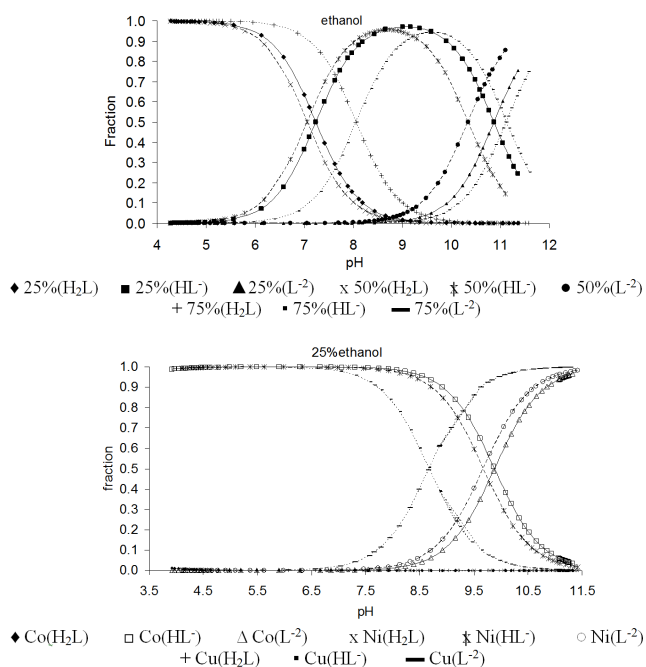 ethanol
1.0
0.9
0.8
0.7
0.6
0.5
0.4
0.3
0.2
0.1
0.0
Fraction
4 5 6 7 8 9 10 11 12
pH
◆ 25%(H₂L) ■ 25%(HL⁻) ▲ 25%(L⁻²) x 50%(H₂L) ӿ 50%(HL⁻) ● 50%(L⁻²)
+ 75%(H₂L) ▪ 75%(HL⁻) ━ 75%(L⁻²)
25%ethanol
1.0
0.9
0.8
0.7
0.6
0.5
0.4
0.3
0.2
0.1
0.0
fraction
3.5 4.5 5.5 6.5 7.5 8.5 9.5 10.5 11.5
pH
◆ Co(H₂L) □ Co(HL⁻) △ Co(L⁻²) x Ni(H₂L) ӿ Ni(HL⁻) ○ Ni(L⁻²)
+ Cu(H₂L) ▪ Cu(HL⁻) ━ Cu(L⁻²)